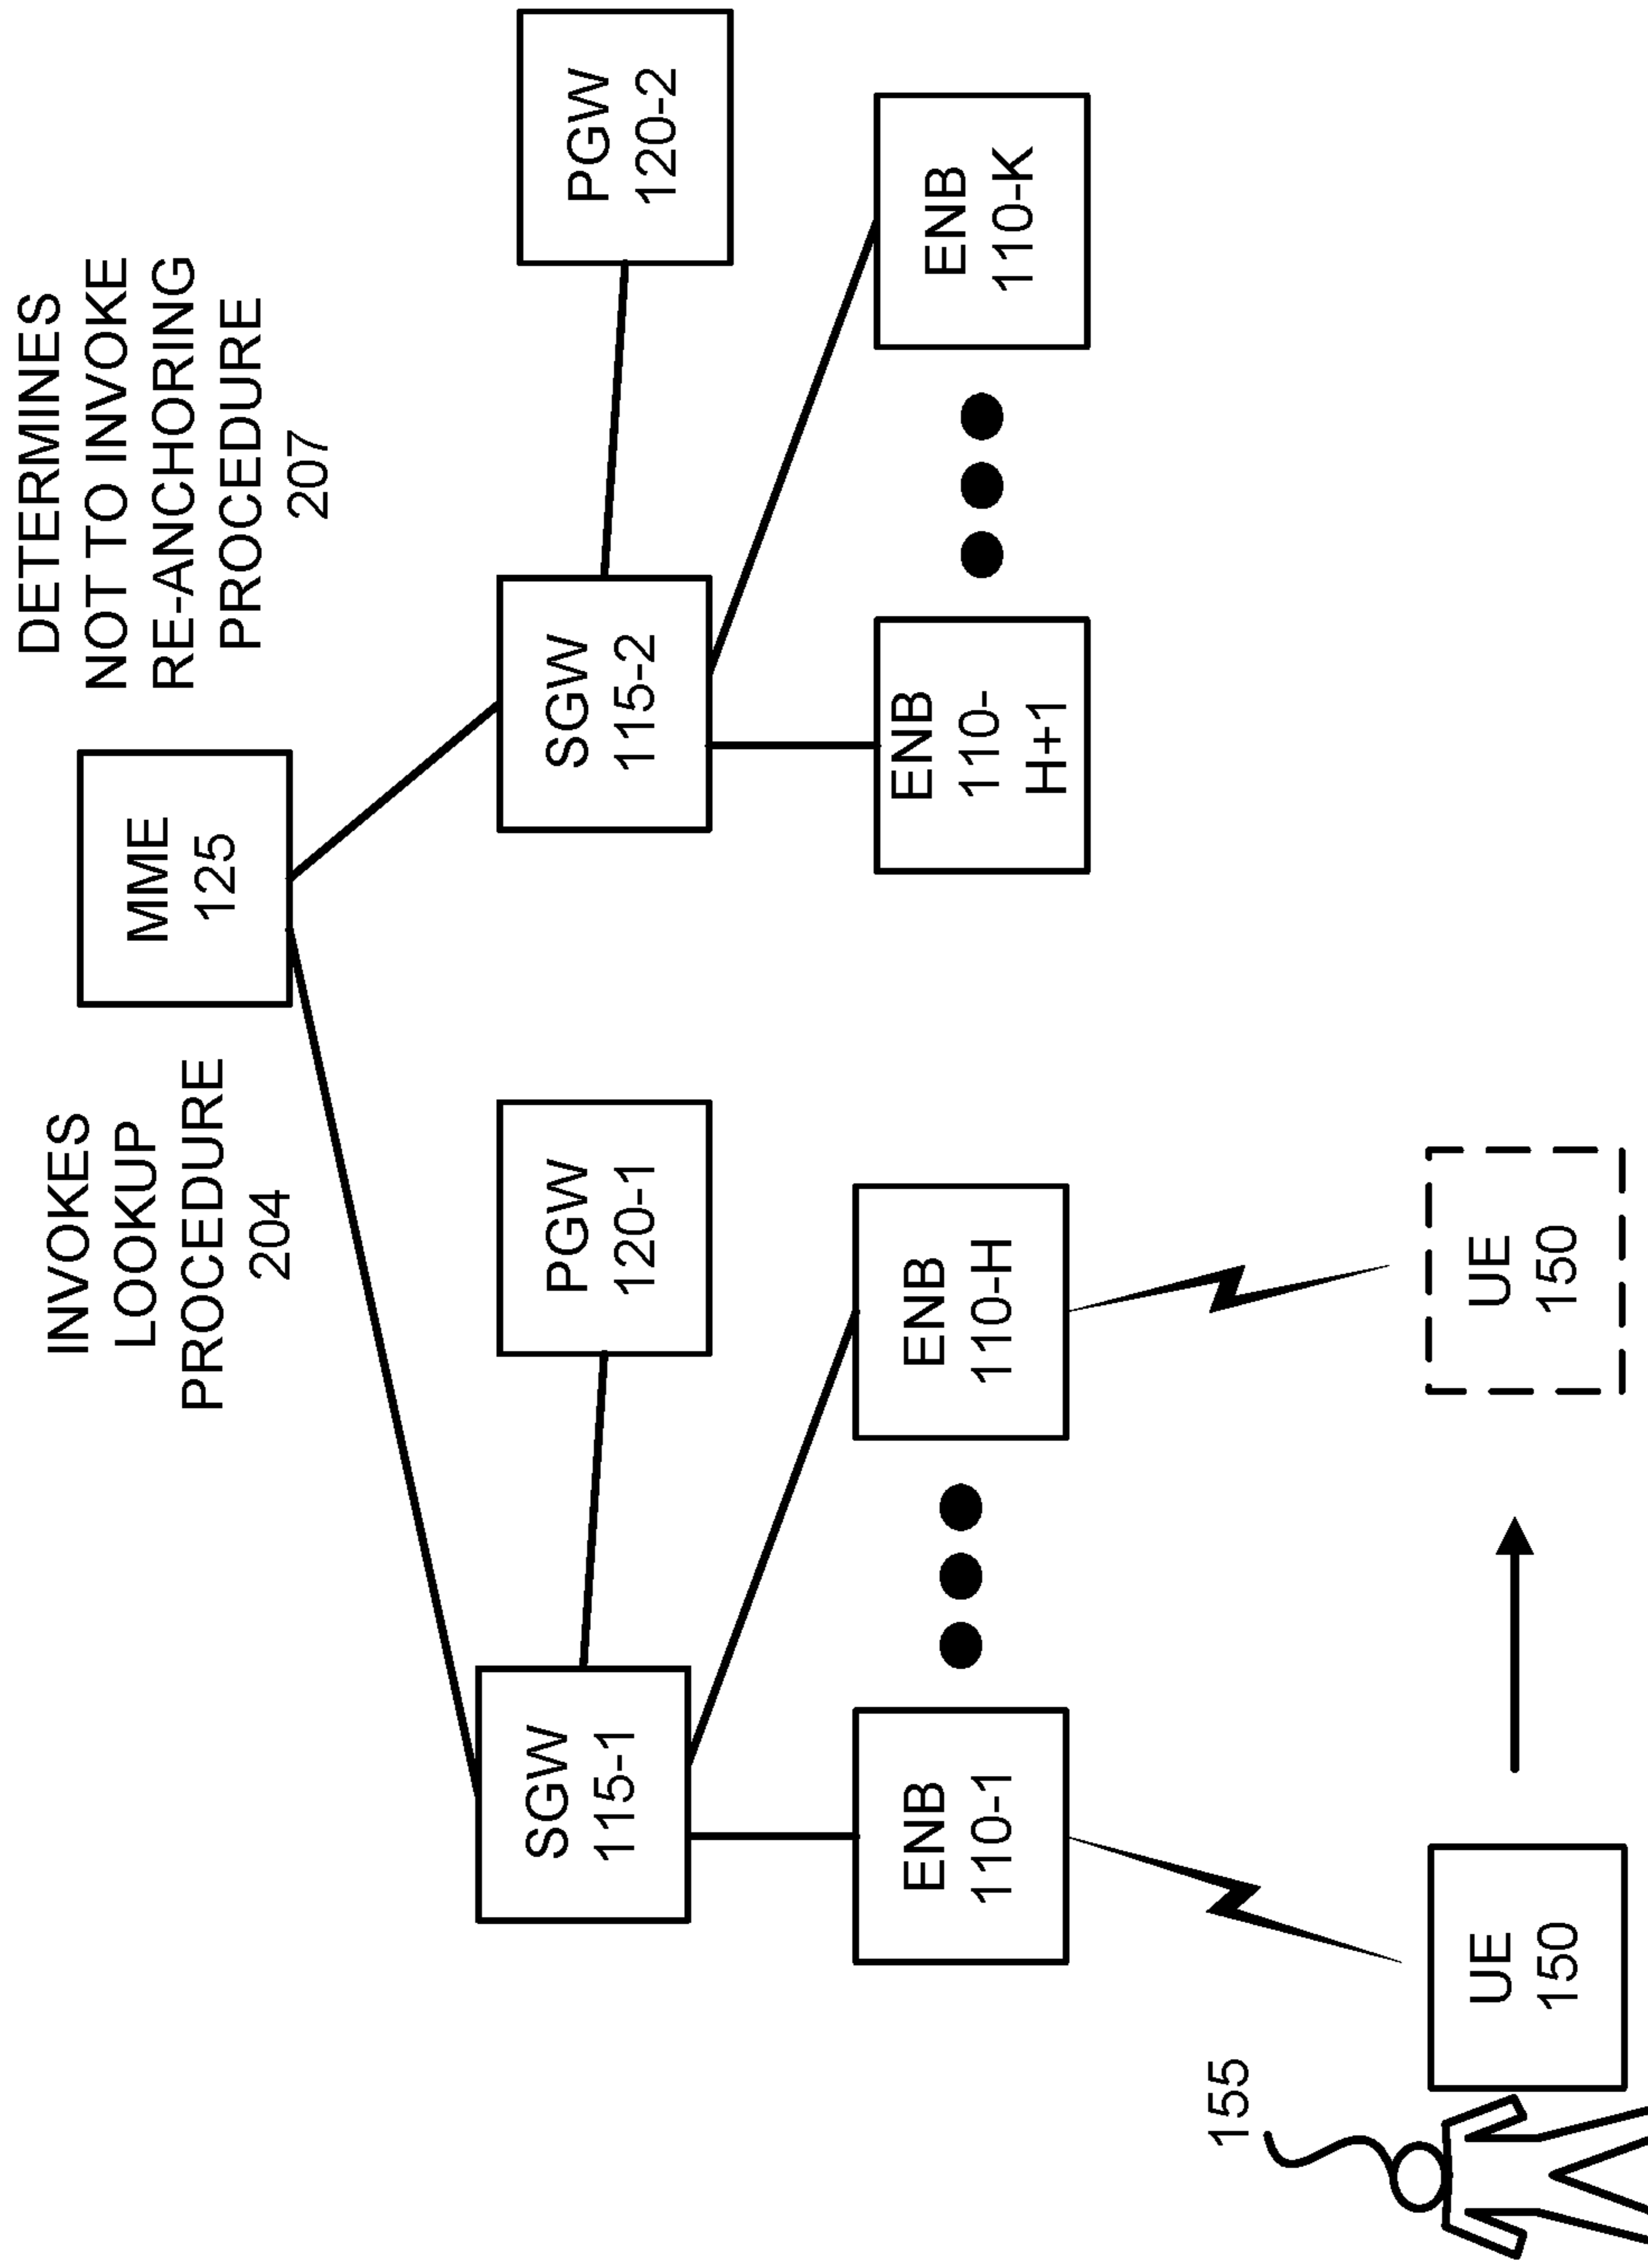 INVOKES
LOOKUP
PROCEDURE
204
MME
125
DETERMINES
NOT TO INVOKE
RE-ANCHORING
PROCEDURE
207
SGW
115-1
PGW
120-1
SGW
115-2
PGW
120-2
ENB
110-1
ENB
110-H
ENB
110-
H+1
ENB
110-K
155
UE
150
UE
150